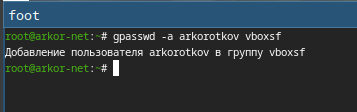 foot
root@arkor-net:~# gpasswd -a arkorotkov vboxsf
Добавление пользователя arkorotkov в группу vboxsf
root@arkor-net:~#